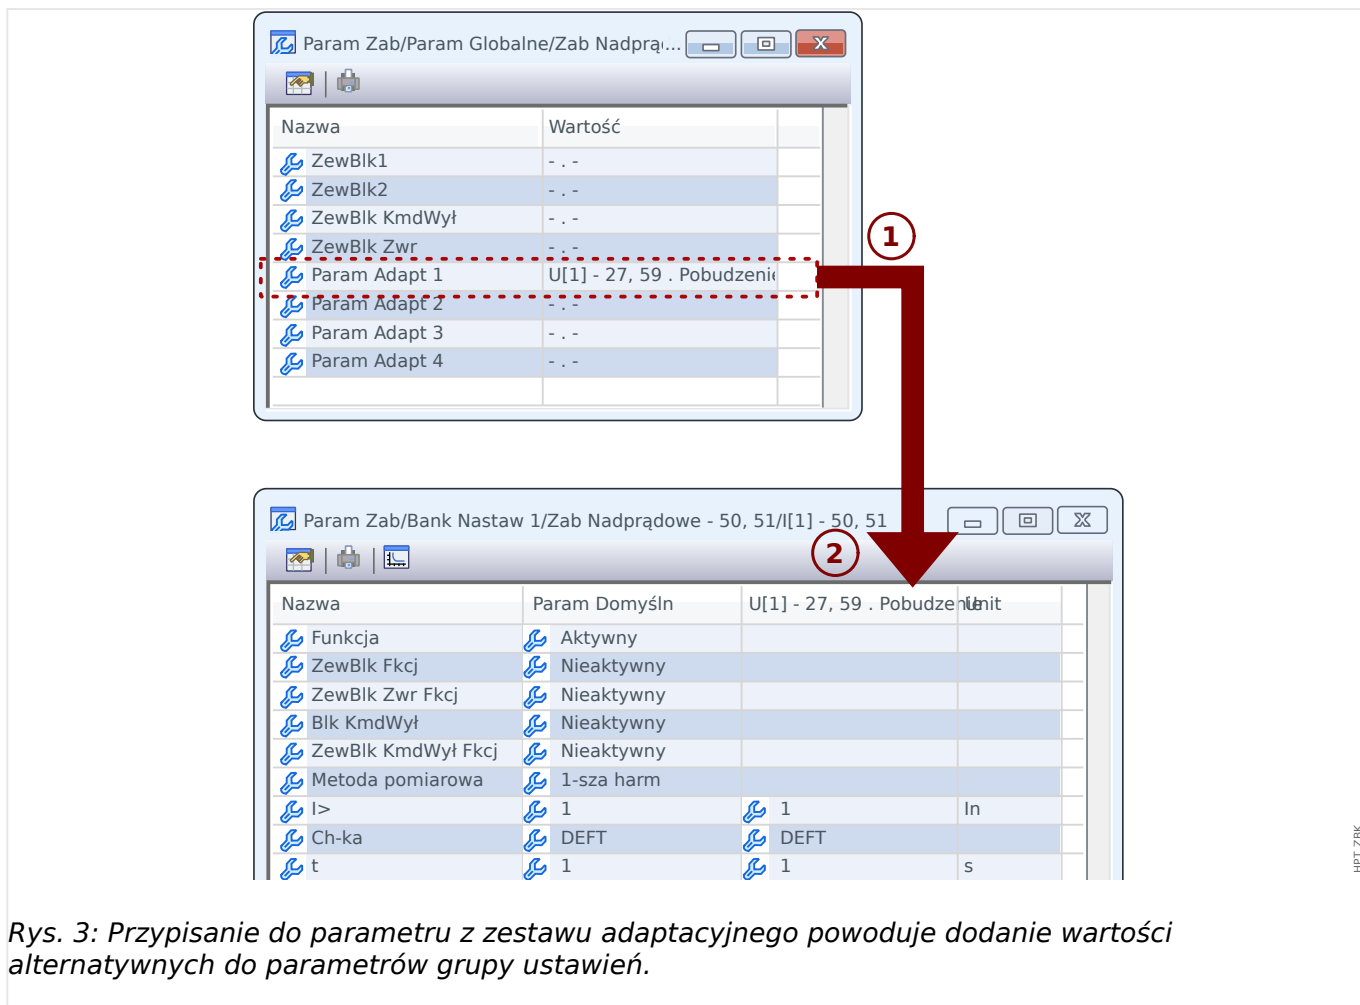 Param Zab/Param Globalne/Zab Nadprą...
Nazwa Wartość
ZewBlk1 - . -
ZewBlk2 - . -
ZewBlk KmdWył - . -
ZewBlk Zwr - . -
Param Adapt 1 U[1] - 27, 59 . Pobudzenie
Param Adapt 2 - . -
Param Adapt 3 - . -
Param Adapt 4 - . -
1
Param Zab/Bank Nastaw 1/Zab Nadprądowe - 50, 51/I[1] - 50, 51
2
Nazwa Param Domyśln U[1] - 27, 59 . Pobudzenie Unit
Funkcja Aktywny
ZewBlk Fkcj Nieaktywny
ZewBlk Zwr Fkcj Nieaktywny
Blk KmdWył Nieaktywny
ZewBlk KmdWył Fkcj Nieaktywny
Metoda pomiarowa 1-sza harm
I> 1 1 In
Ch-ka DEFT DEFT
t 1 1 s
HPT_ZBK
Rys. 3: Przypisanie do parametru z zestawu adaptacyjnego powoduje dodanie wartości
alternatywnych do parametrów grupy ustawień.